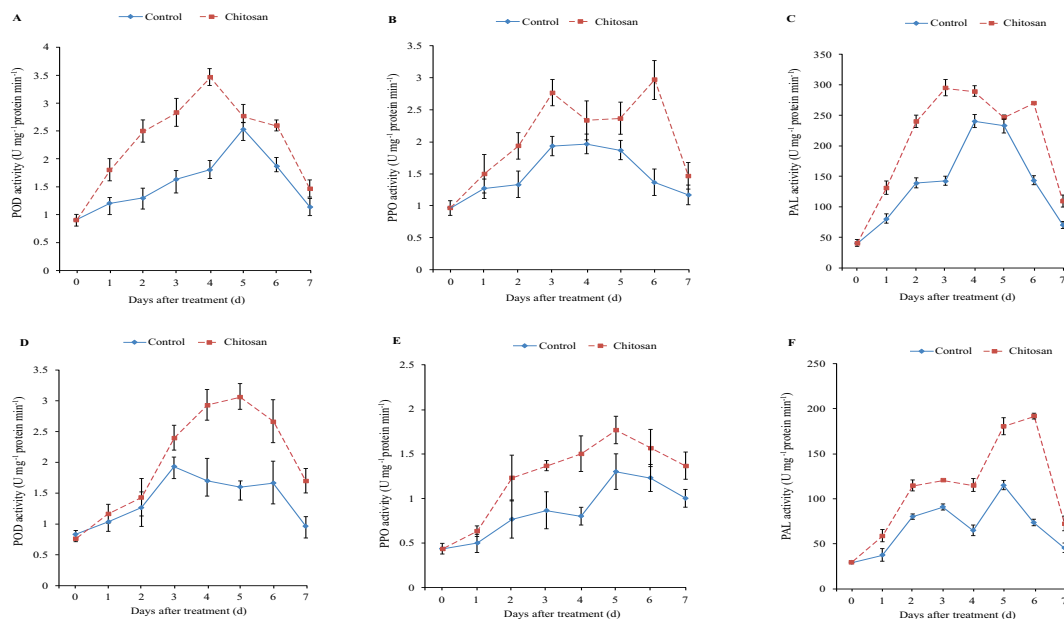 A
Control
Chitosan
POD activity (U mg⁻¹ protein min⁻¹)
4
3.5
3
2.5
2
1.5
1
0.5
0
0 1 2 3 4 5 6 7
Days after treatment (d)
B
Control
Chitosan
PPO activity (U mg⁻¹ protein min⁻¹)
3.5
3
2.5
2
1.5
1
0.5
0
0 1 2 3 4 5 6 7
Days after treatment (d)
C
Control
Chitosan
PAL activity (U mg⁻¹ protein min⁻¹)
350
300
250
200
150
100
50
0
0 1 2 3 4 5 6 7
Days after treatment (d)
D
Control
Chitosan
POD activity (U mg⁻¹ protein min⁻¹)
3.5
3
2.5
2
1.5
1
0.5
0
0 1 2 3 4 5 6 7
Days after treatment (d)
E
Control
Chitosan
PPO activity (U mg⁻¹ protein min⁻¹)
2.5
2
1.5
1
0.5
0
0 1 2 3 4 5 6 7
Days after treatment (d)
F
Control
Chitosan
PAL activity (U mg⁻¹ protein min⁻¹)
250
200
150
100
50
0
0 1 2 3 4 5 6 7
Days after treatment (d)